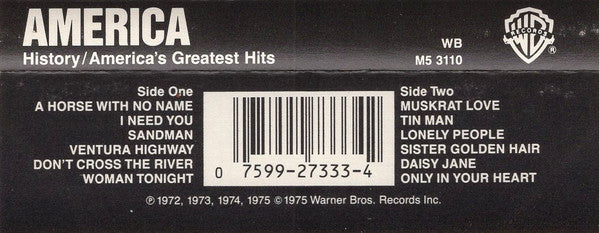 AMERICA
History/America's Greatest Hits
WB
M5 3110
WB
RECORDS
®
Side One
A HORSE WITH NO NAME
I NEED YOU
SANDMAN
VENTURA HIGHWAY
DON'T CROSS THE RIVER
WOMAN TONIGHT
0 7599-27333-4
Side Two
MUSKRAT LOVE
TIN MAN
LONELY PEOPLE
SISTER GOLDEN HAIR
DAISY JANE
ONLY IN YOUR HEART
℗ 1972, 1973, 1974, 1975 © 1975 Warner Bros. Records Inc.